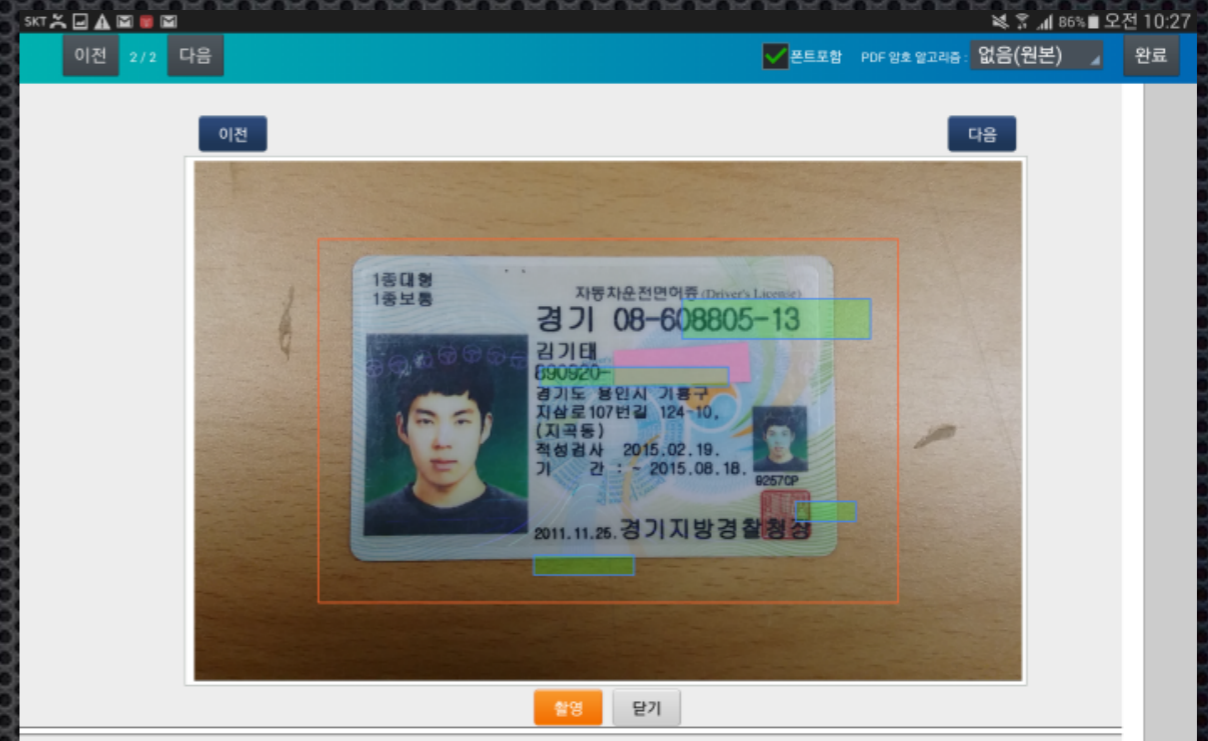 SKT 86% 오전 10:27
이전 2/2 다음 폰트포함 PDF 암호 알고리즘 : 없음(원본) 완료
이전 다음
1종대형
1종보통
자동차운전면허증 (Driver's License)
경기 08-608805-13
김기태
890920-
경기도 용인시 기흥구
지삼로107번길 124-10,
(지곡동)
적성검사 2015.02.19.
기 간 : ~ 2015.08.18.
9257CP
2011.11.25. 경기지방경찰청장
촬영 닫기